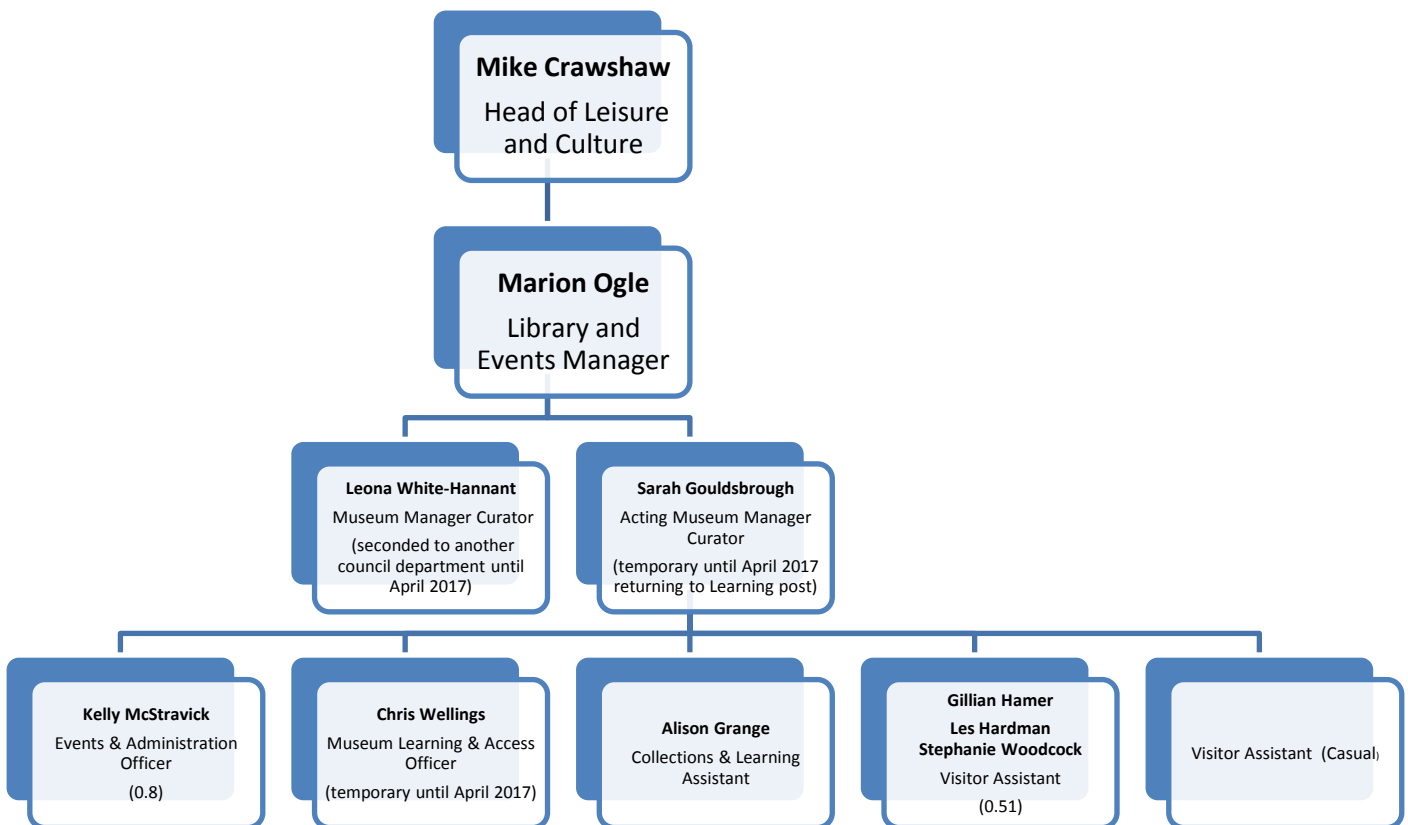 Mike Crawshaw
Head of Leisure
and Culture
Marion Ogle
Library and
Events Manager
Leona White-Hannant
Museum Manager Curator
(seconded to another
council department until
April 2017)
Sarah Gouldsbrough
Acting Museum Manager
Curator
(temporary until April 2017
returning to Learning post)
Kelly McStravick
Events & Administration
Officer
(0.8)
Chris Wellings
Museum Learning & Access
Officer
(temporary until April 2017)
Alison Grange
Collections & Learning
Assistant
Gillian Hamer
Les Hardman
Stephanie Woodcock
Visitor Assistant
(0.51)
Visitor Assistant (Casual)